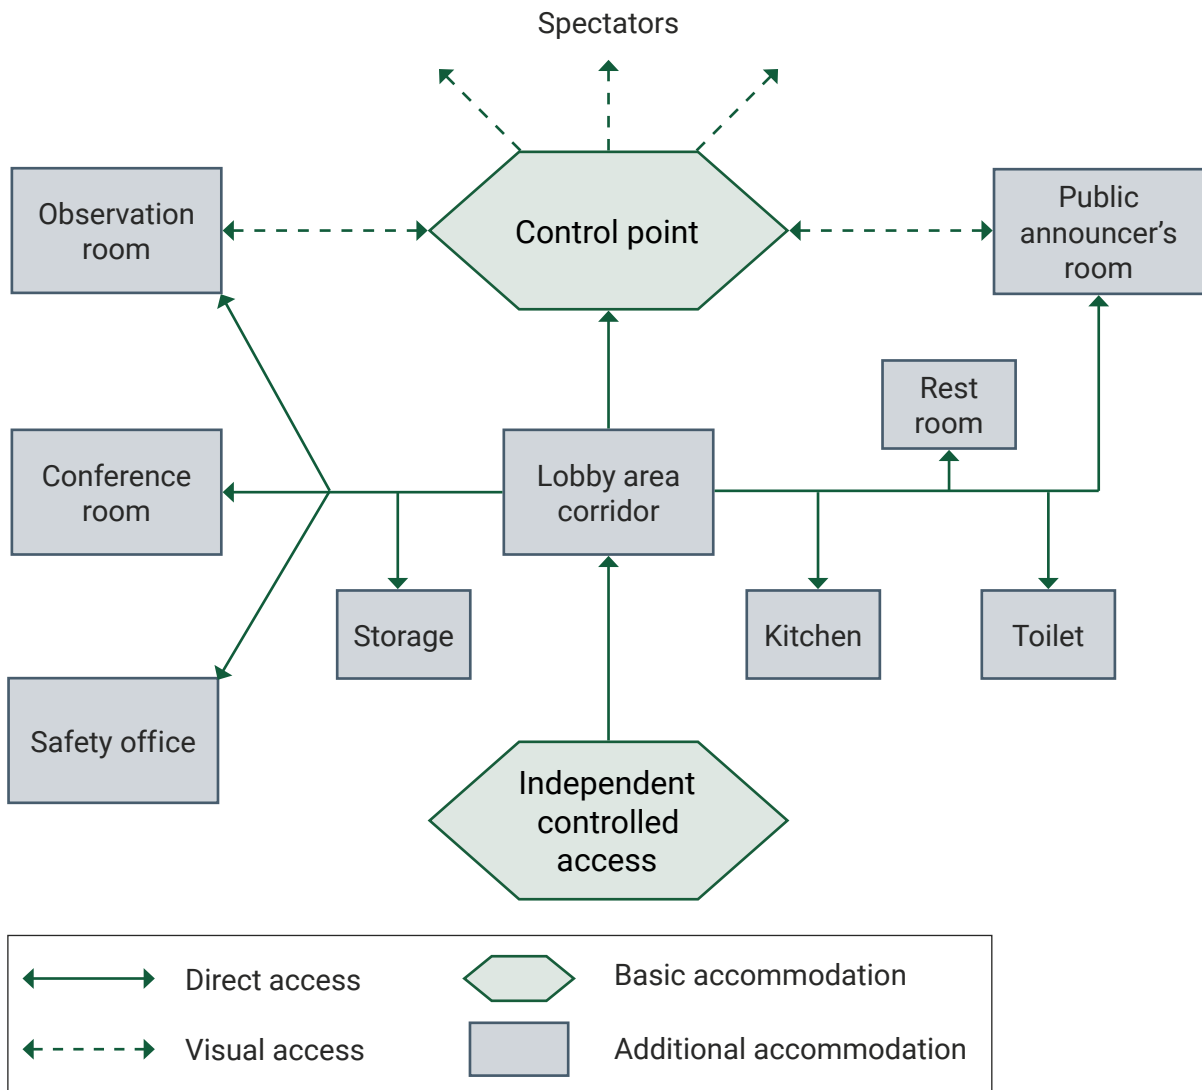 Spectators
Observation
room
Control point
Public
announcer's
room
Rest
room
Conference
room
Lobby area
corridor
Storage
Kitchen
Toilet
Safety office
Independent
controlled
access
Direct access
Basic accommodation
Visual access
Additional accommodation